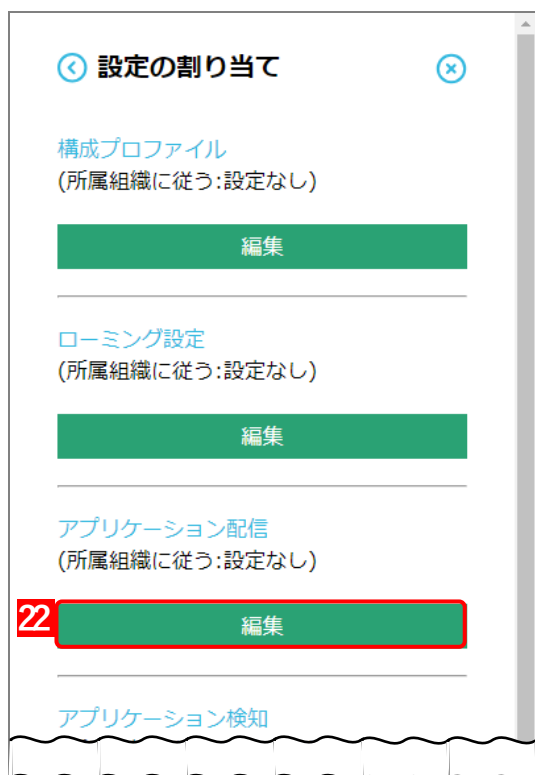 設定の割り当て
構成プロファイル
(所属組織に従う:設定なし)
編集
ローミング設定
(所属組織に従う:設定なし)
編集
アプリケーション配信
(所属組織に従う:設定なし)
22
編集
アプリケーション検知